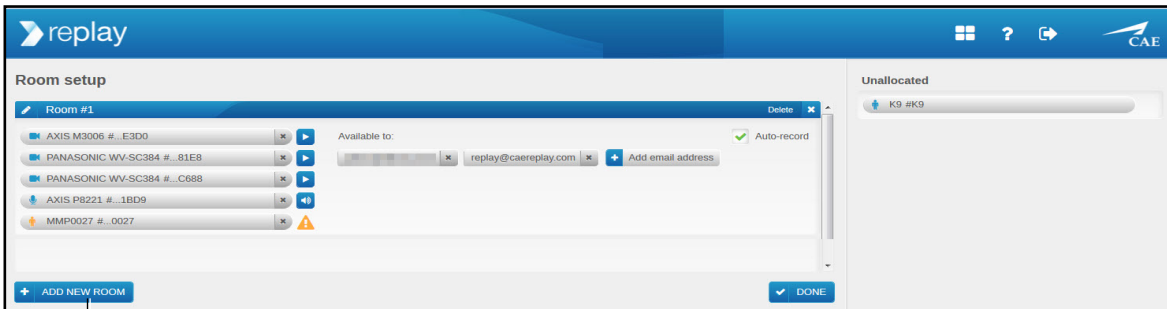 replay
?
CAE
Room setup
Unallocated
Room #1
Delete
K9 #K9
AXIS M3006 #...E3D0
Available to:
Auto-record
PANASONIC WV-SC384 #...81E8
replay@caereplay.com
Add email address
PANASONIC WV-SC384 #...C688
AXIS P8221 #...1BD9
MMP0027 #...0027
ADD NEW ROOM
DONE